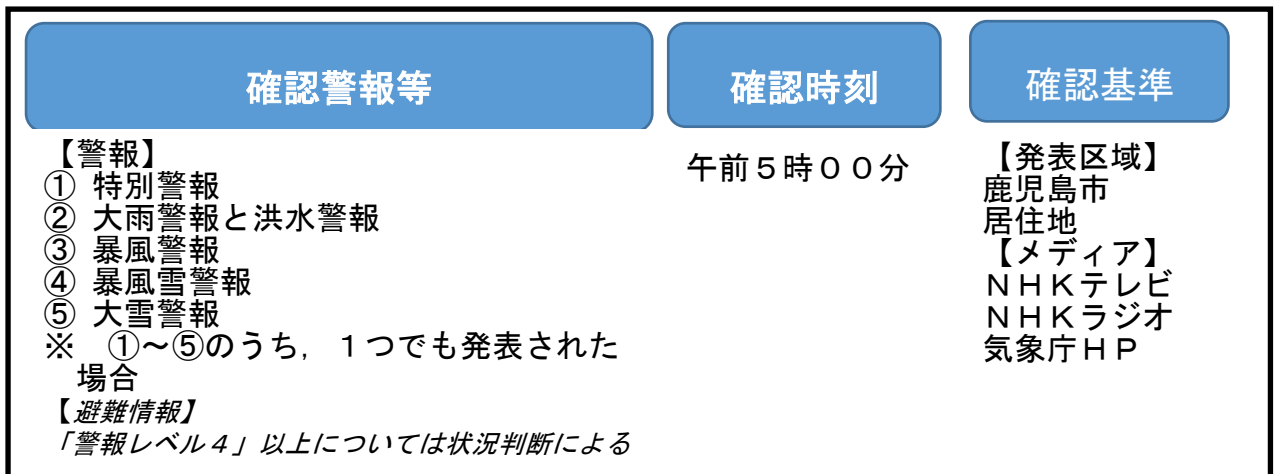 確認警報等
【警報】
① 特別警報
② 大雨警報と洪水警報
③ 暴風警報
④ 暴風雪警報
⑤ 大雪警報
※　①～⑤のうち，１つでも発表された
場合
【避難情報】
「警報レベル４」以上については状況判断による
確認時刻
午前５時００分
確認基準
【発表区域】
鹿児島市
居住地
【メディア】
ＮＨＫテレビ
ＮＨＫラジオ
気象庁ＨＰ